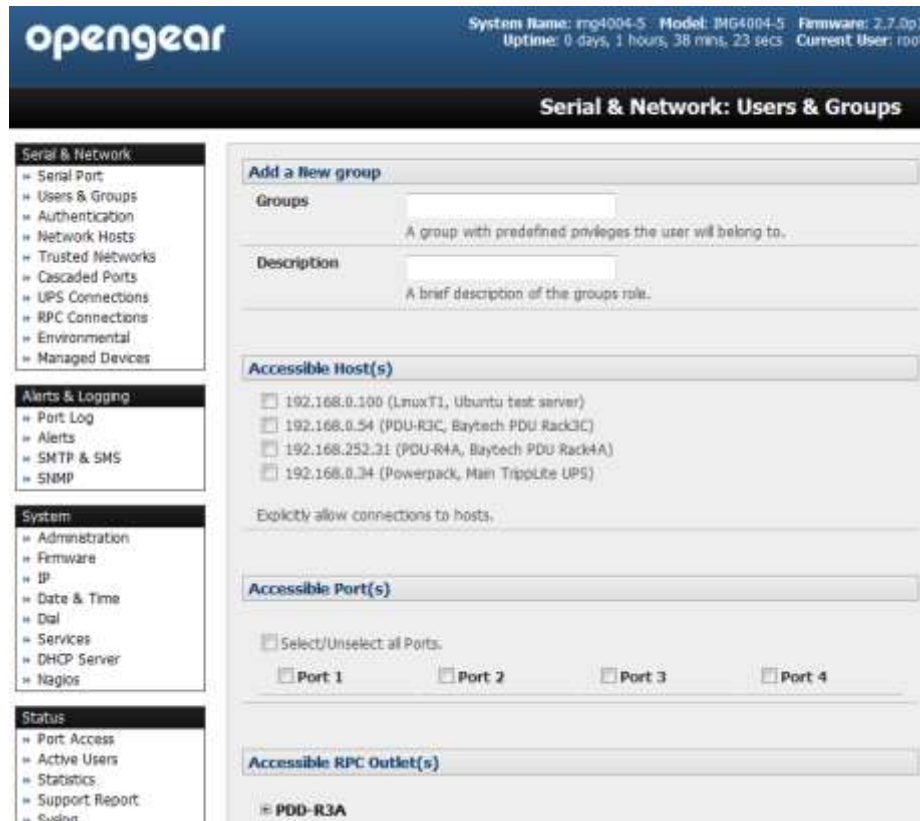 opengear
System Name: img4004-5 Model: IMG4004-5 Firmware: 2.7.0p
Uptime: 0 days, 1 hours, 38 mins, 23 secs Current User: roo
Serial & Network: Users & Groups
Serial & Network
» Serial Port
» Users & Groups
» Authentication
» Network Hosts
» Trusted Networks
» Cascaded Ports
» UPS Connections
» RPC Connections
» Environmental
» Managed Devices
Alerts & Logging
» Port Log
» Alerts
» SMTP & SMS
» SNMP
System
» Administration
» Firmware
» IP
» Date & Time
» Dial
» Services
» DHCP Server
» Nagios
Status
» Port Access
» Active Users
» Statistics
» Support Report
» Syslog
Add a New group
Groups
A group with predefined privileges the user will belong to.
Description
A brief description of the groups role.
Accessible Host(s)
192.168.0.100 (LinuxT1, Ubuntu test server)
192.168.0.54 (PDU-R3C, Baytech PDU Rack3C)
192.168.252.31 (PDU-R4A, Baytech PDU Rack4A)
192.168.0.34 (Powerpack, Main TrippLite UPS)
Explicitly allow connections to hosts.
Accessible Port(s)
Select/Unselect all Ports.
Port 1 Port 2 Port 3 Port 4
Accessible RPC Outlet(s)
PDD-R3A